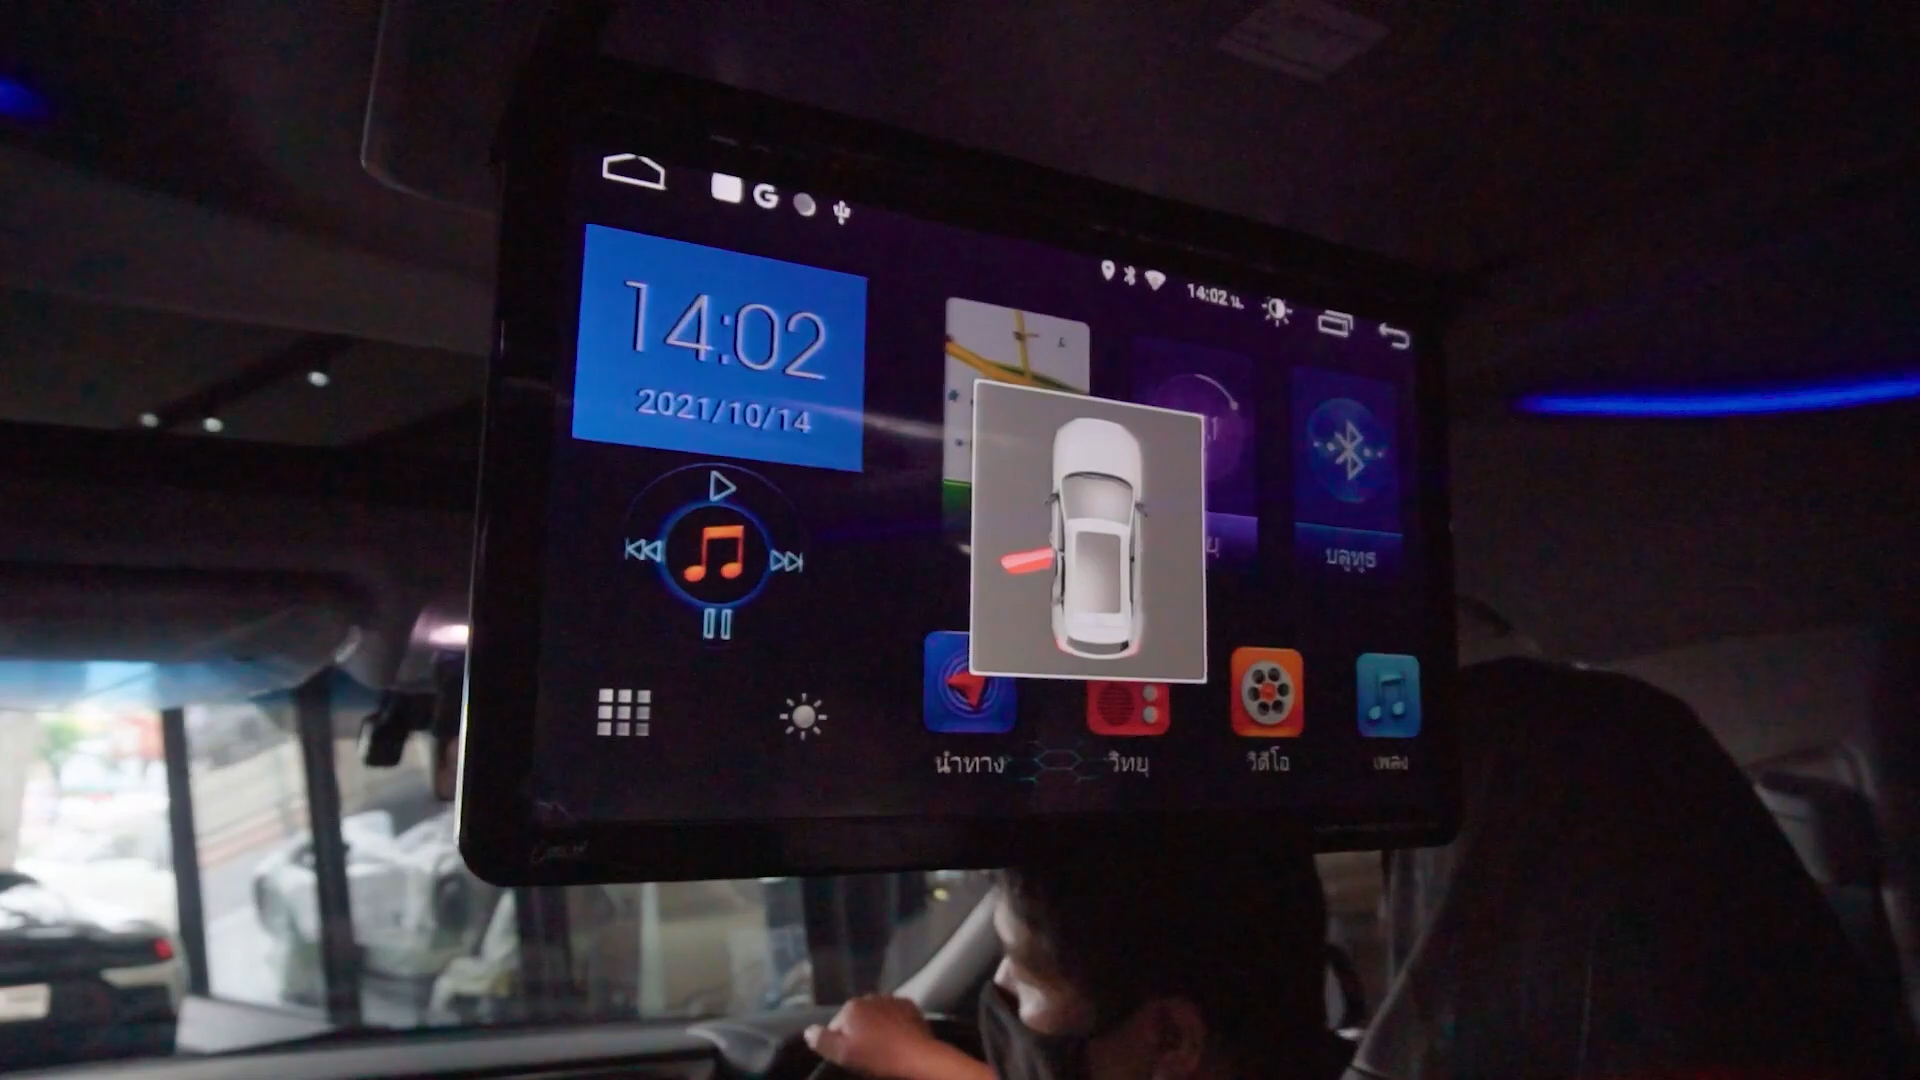 G
14:02 น.
14:02
2021/10/14
บลูทูธ
นำทาง
วิทยุ
วิดีโอ
เพลง